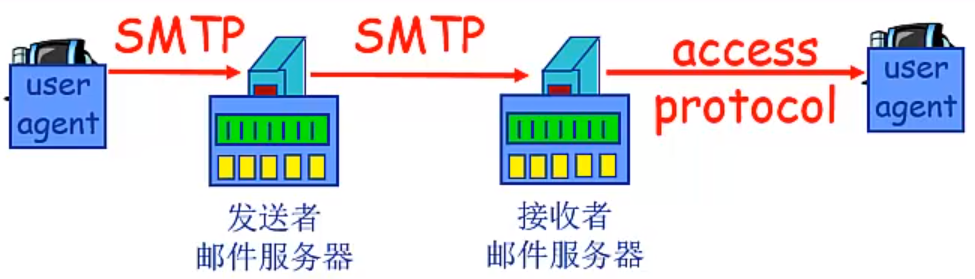 SMTP
SMTP
access
protocol
user
agent
user
agent
发送者
邮件服务器
接收者
邮件服务器